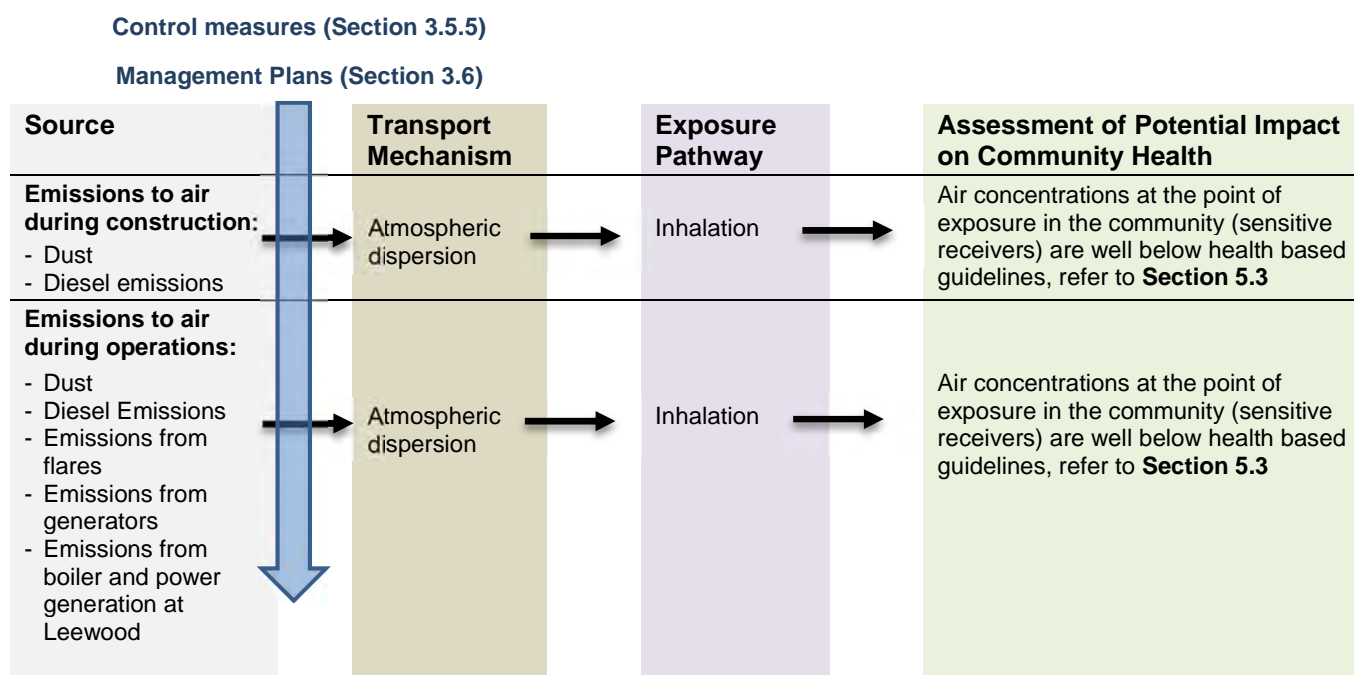 Control measures (Section 3.5.5)
Management Plans (Section 3.6)
Source
Transport
Mechanism
Exposure
Pathway
Assessment of Potential Impact
on Community Health
Emissions to air
during construction:
- Dust
- Diesel emissions
Atmospheric
dispersion
Inhalation
Air concentrations at the point of
exposure in the community (sensitive
receivers) are well below health based
guidelines, refer to Section 5.3
Emissions to air
during operations:
- Dust
- Diesel Emissions
- Emissions from
flares
- Emissions from
generators
- Emissions from
boiler and power
generation at
Leewood
Atmospheric
dispersion
Inhalation
Air concentrations at the point of
exposure in the community (sensitive
receivers) are well below health based
guidelines, refer to Section 5.3